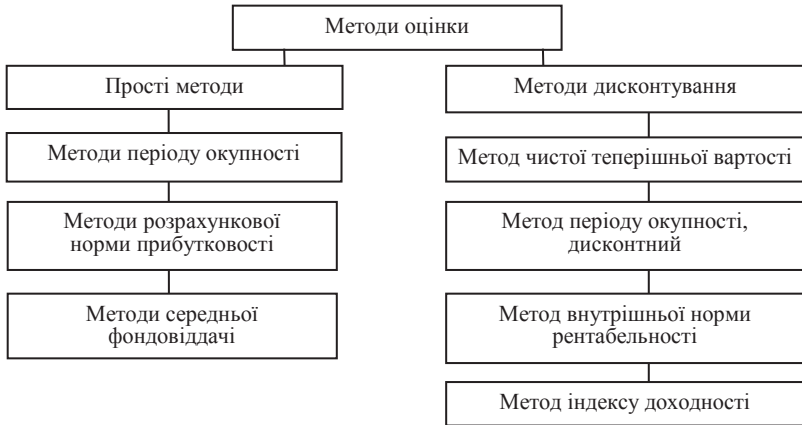 Методи оцінки
Прості методи
Методи періоду окупності
Методи розрахункової
норми прибутковості
Методи середньої
фондовіддачі
Методи дисконтування
Метод чистої теперішньої вартості
Метод періоду окупності,
дисконтний
Метод внутрішньої норми
рентабельності
Метод індексу доходності